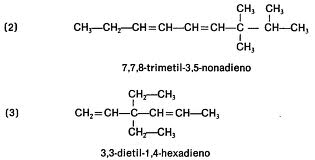 CH₃ CH₃
(2) CH₃—CH₂—CH=CH—CH=CH—C—CH—CH₃
CH₃
7,7,8-trimetil-3,5-nonadieno
CH₂—CH₃
(3) CH₂=CH—C—CH=CH—CH₃
CH₂—CH₃
3,3-dietil-1,4-hexadieno